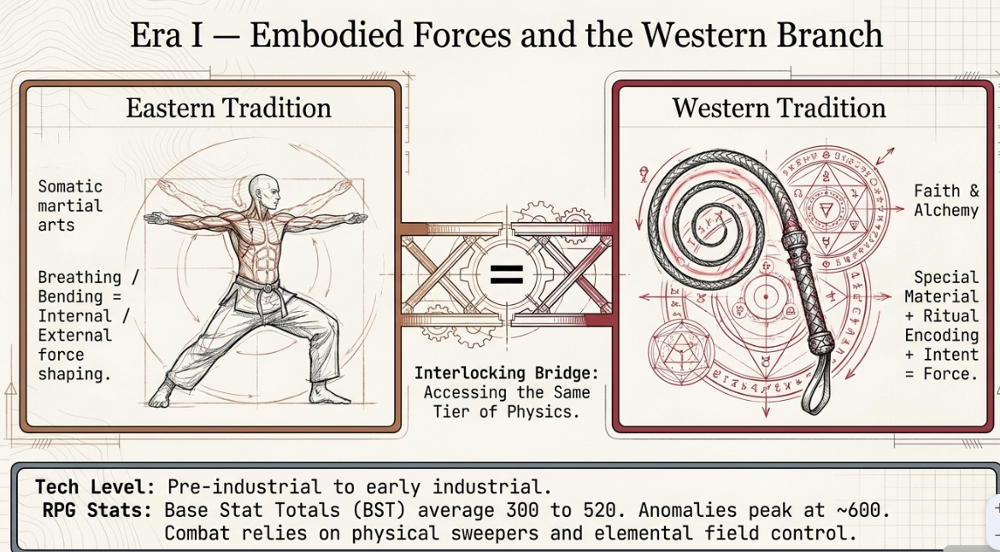 Era I — Embodied Forces and the Western Branch
Eastern Tradition
Somatic
martial
arts
Breathing /
Bending =
Internal /
External
force
shaping.
=
Interlocking Bridge:
Accessing the Same
Tier of Physics.
Western Tradition
Faith &
Alchemy
Special
Material
+ Ritual
Encoding
+ Intent
= Force.
Tech Level: Pre-industrial to early industrial.
RPG Stats: Base Stat Totals (BST) average 300 to 520. Anomalies peak at ~600.
Combat relies on physical sweepers and elemental field control.